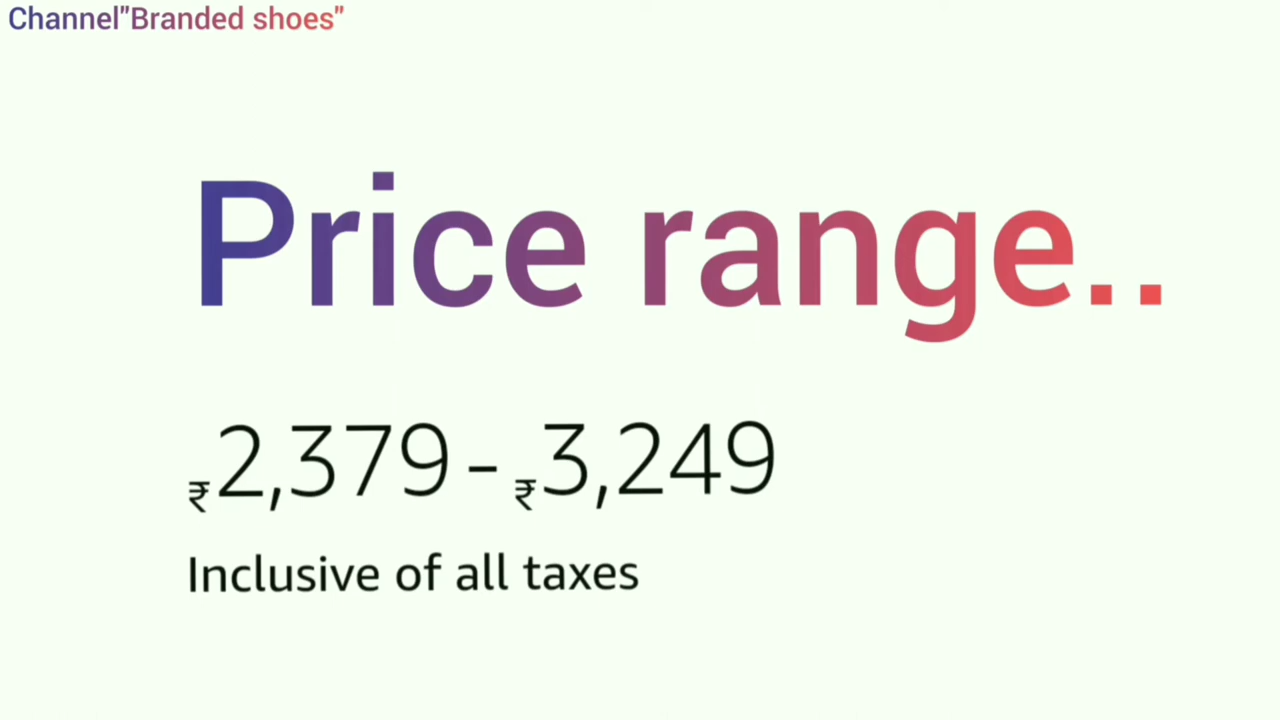 Channel"Branded shoes"
Price range..
₹2,379 - ₹3,249
Inclusive of all taxes